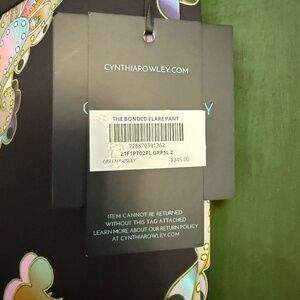 CYNTHIAROWLEY.COM
C
Y
THE BONDED FLARE PANT
728870391362
21F1PT02PL GRPSL 2
GREEN PAISLEY $345.00
ITEM CANNOT BE RETURNED
WITHOUT THIS TAG ATTACHED
LEARN MORE ABOUT OUR RETURN POLICY
AT CYNTHIAROWLEY.COM